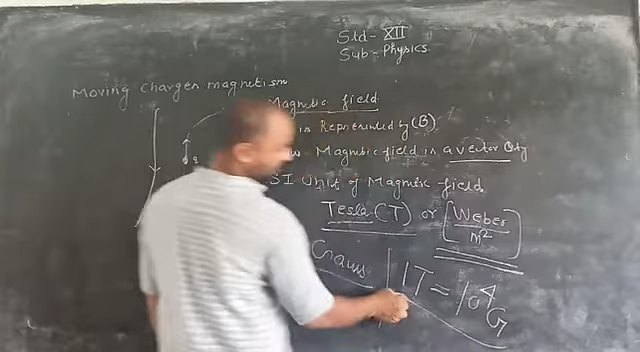 Std- XII
Sub- Physics.
Moving charges magnetism
Magnetic field
is Represented by (B)
Magnetic field is a vector Qty
SI Unit of Magnetic field
Tesla (T) or [Weber/m²]
Gauss
1T = 10⁴ G